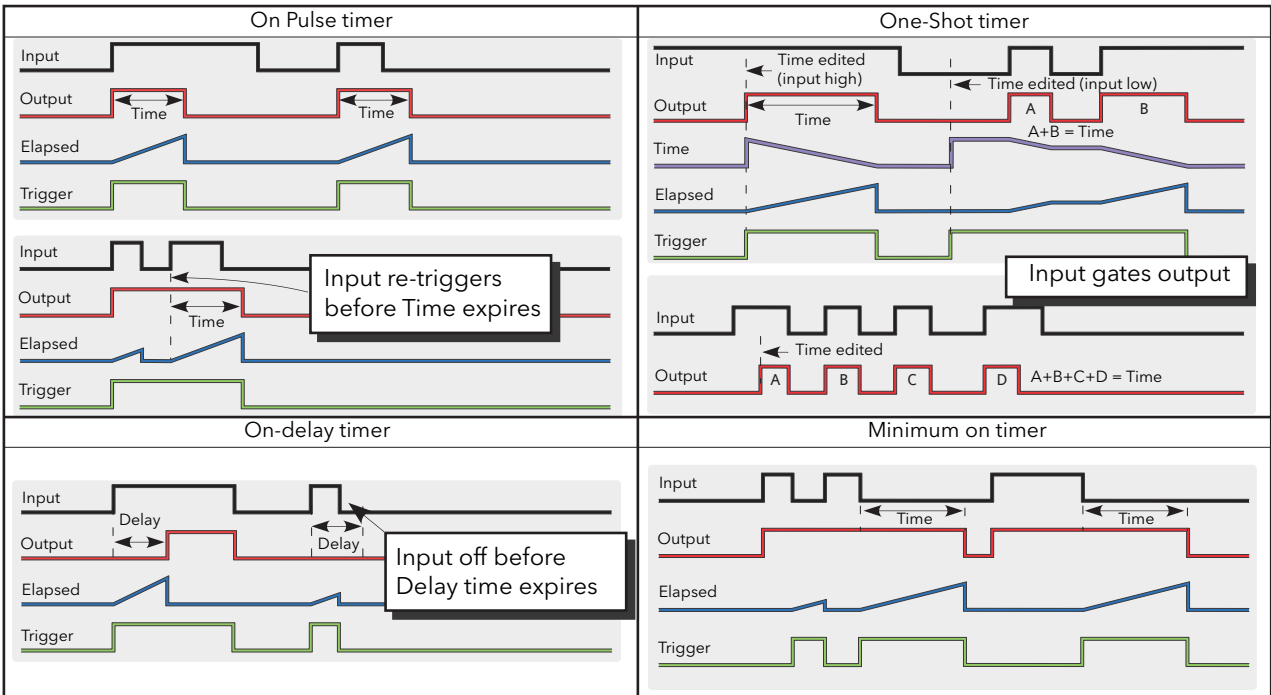 On Pulse timer
Input
Output
Time
Time
Elapsed
Trigger
Input
Input re-triggers
before Time expires
Output
Time
Elapsed
Trigger
One-Shot timer
Input
Time edited
(input high)
Time edited (input low)
Output
Time
A
B
A+B = Time
Time
Elapsed
Trigger
Input gates output
Input
Time edited
Output
A
B
C
D
A+B+C+D = Time
On-delay timer
Input
Delay
Output
Delay
Input off before
Delay time expires
Elapsed
Trigger
Minimum on timer
Input
Time
Time
Output
Elapsed
Trigger